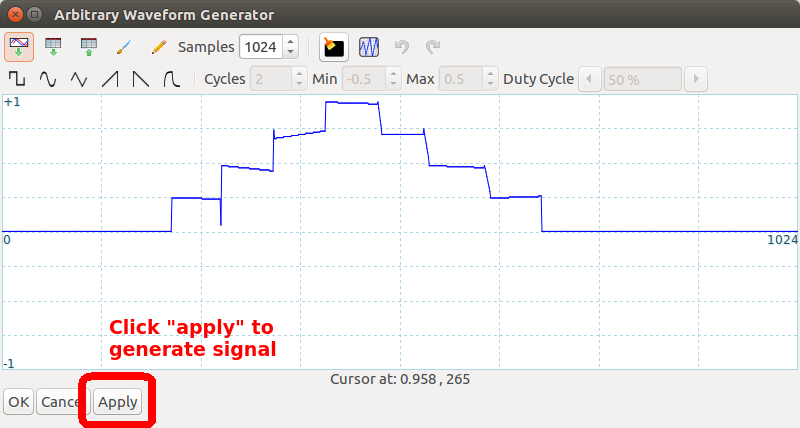 Arbitrary Waveform Generator
Samples 1024
Cycles 2 Min -0.5 Max 0.5 Duty Cycle 50 %
+1
0 1024
Click "apply" to
generate signal
-1
Cursor at: 0.958 , 265
OK Cance Apply